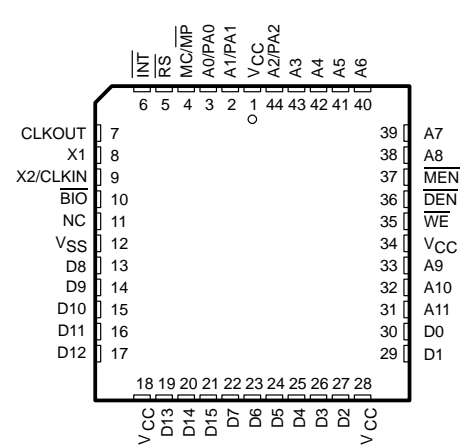 INT RS MC/MP A0/PA0 A1/PA1 VCC A2/PA2 A3 A4 A5 A6
6 5 4 3 2 1 44 43 42 41 40
CLKOUT 7
X1 8
X2/CLKIN 9
BIO 10
NC 11
VSS 12
D8 13
D9 14
D10 15
D11 16
D12 17
39 A7
38 A8
37 MEN
36 DEN
35 WE
34 VCC
33 A9
32 A10
31 A11
30 D0
29 D1
18 19 20 21 22 23 24 25 26 27 28
VCC D13 D14 D15 D7 D6 D5 D4 D3 D2 VCC